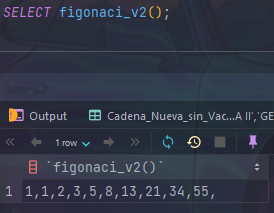 SELECT figonaci_v2();
Output
Cadena_Nueva_sin_Vac...A II','GE
1 row
`figonaci_v2()`
1 1,1,2,3,5,8,13,21,34,55,